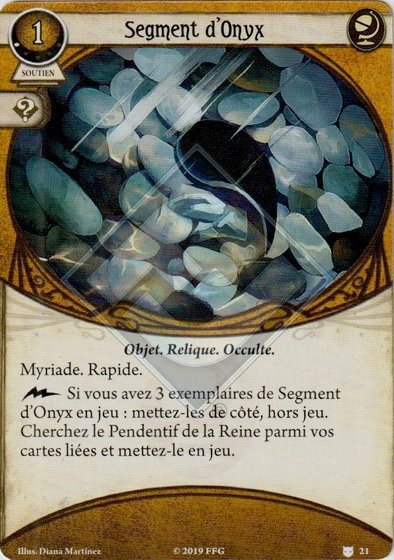 1
Segment d'Onyx
SOUTIEN
?
Objet. Relique. Occulte.
Myriade. Rapide.
Si vous avez 3 exemplaires de Segment
d'Onyx en jeu : mettez-les de côté, hors jeu.
Cherchez le Pendentif de la Reine parmi vos
cartes liées et mettez-le en jeu.
Illus. Diana Martínez
© 2019 FFG
21